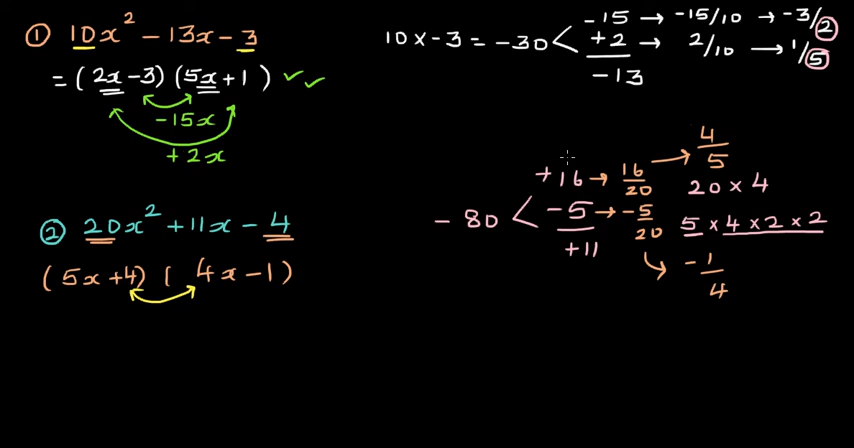 ① 10x² - 13x - 3
= (2x - 3) (5x + 1) ✓✓
-15x
+2x
10 x -3 = -30 < -15 → -15/10 → -3/2
+2 → 2/10 → 1/5
-13
② 20x² + 11x - 4
(5x + 4) ( 4x - 1)
- 80 < +16 → 16/20 → 4/5
20 × 4
-5 → -5/20
5 × 4 × 2 × 2
+11
↳ -1/4